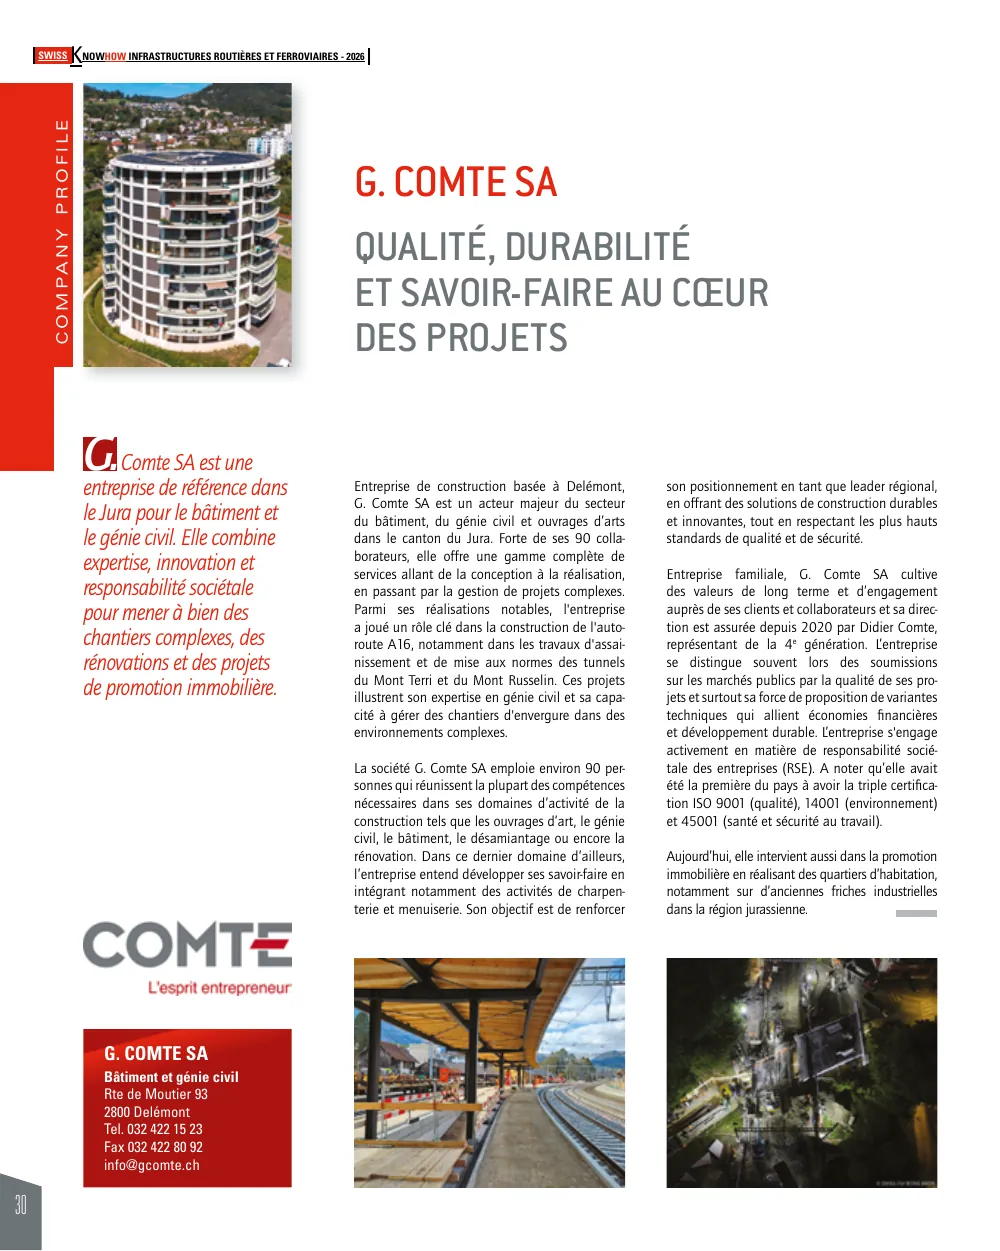 SWISS KNOWHOW INFRASTRUCTURES ROUTIÈRES ET FERROVIAIRES - 2026
COMPANY PROFILE
G. COMTE SA
QUALITÉ, DURABILITÉ
ET SAVOIR-FAIRE AU CŒUR
DES PROJETS
G. Comte SA est une
entreprise de référence dans
le Jura pour le bâtiment et
le génie civil. Elle combine
expertise, innovation et
responsabilité sociétale
pour mener à bien des
chantiers complexes, des
rénovations et des projets
de promotion immobilière.
Entreprise de construction basée à Delémont,
G. Comte SA est un acteur majeur du secteur
du bâtiment, du génie civil et ouvrages d’arts
dans le canton du Jura. Forte de ses 90 colla-
borateurs, elle offre une gamme complète de
services allant de la conception à la réalisation,
en passant par la gestion de projets complexes.
Parmi ses réalisations notables, l'entreprise
a joué un rôle clé dans la construction de l'auto-
route A16, notamment dans les travaux d'assai-
nissement et de mise aux normes des tunnels
du Mont Terri et du Mont Russelin. Ces projets
illustrent son expertise en génie civil et sa capa-
cité à gérer des chantiers d'envergure dans des
environnements complexes.
La société G. Comte SA emploie environ 90 per-
sonnes qui réunissent la plupart des compétences
nécessaires dans ses domaines d’activité de la
construction tels que les ouvrages d’art, le génie
civil, le bâtiment, le désamiantage ou encore la
rénovation. Dans ce dernier domaine d’ailleurs,
l’entreprise entend développer ses savoir-faire en
intégrant notamment des activités de charpen-
terie et menuiserie. Son objectif est de renforcer
son positionnement en tant que leader régional,
en offrant des solutions de construction durables
et innovantes, tout en respectant les plus hauts
standards de qualité et de sécurité.
Entreprise familiale, G. Comte SA cultive
des valeurs de long terme et d’engagement
auprès de ses clients et collaborateurs et sa direc-
tion est assurée depuis 2020 par Didier Comte,
représentant de la 4e génération. L’entreprise
se distingue souvent lors des soumissions
sur les marchés publics par la qualité de ses pro-
jets et surtout sa force de proposition de variantes
techniques qui allient économies financières
et développement durable. L’entreprise s'engage
activement en matière de responsabilité socié-
tale des entreprises (RSE). A noter qu’elle avait
été la première du pays à avoir la triple certifica-
tion ISO 9001 (qualité), 14001 (environnement)
et 45001 (santé et sécurité au travail).
Aujourd’hui, elle intervient aussi dans la promotion
immobilière en réalisant des quartiers d’habitation,
notamment sur d’anciennes friches industrielles
dans la région jurassienne.
COMTE
L'esprit entrepreneur
G. COMTE SA
Bâtiment et génie civil
Rte de Moutier 93
2800 Delémont
Tel. 032 422 15 23
Fax 032 422 80 92
info@gcomte.ch
30